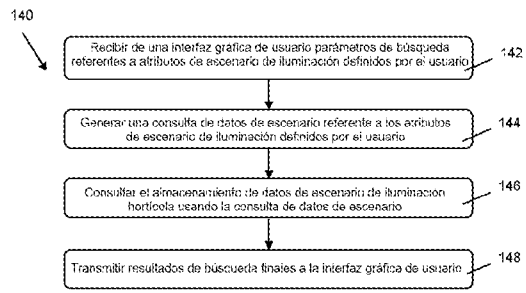 140
Recibir de una interfaz gráfica de usuario parámetros de búsqueda
referentes a atributos de escenario de iluminación definidos por el usuario
142
Generar una consulta de datos de escenario referente a los atributos
de escenario de iluminación definidos por el usuario
144
Consultar el almacenamiento de datos de escenario de iluminación
hortícola usando la consulta de datos de escenario
146
Transmitir resultados de búsqueda finales a la interfaz gráfica de usuario
148